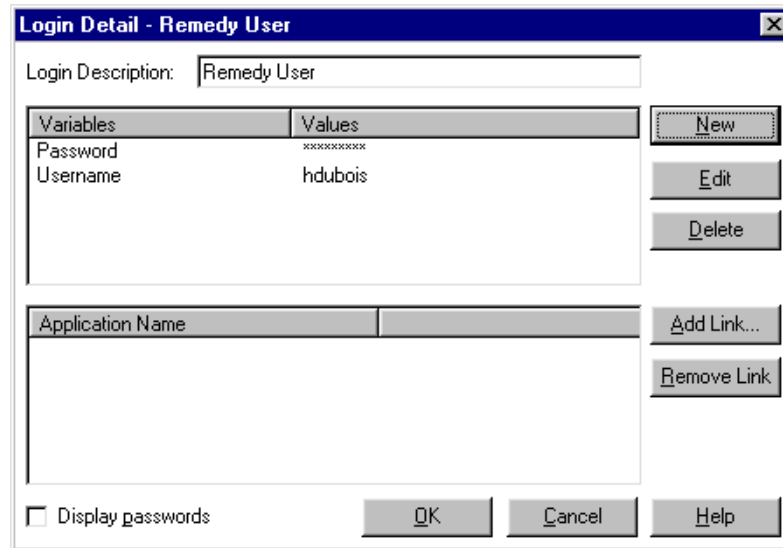 Login Detail - Remedy User
Login Description: Remedy User
Variables Values
Password xxxxxxxxx
Username hdubois
New
Edit
Delete
Application Name
Add Link...
Remove Link
Display passwords
OK Cancel Help